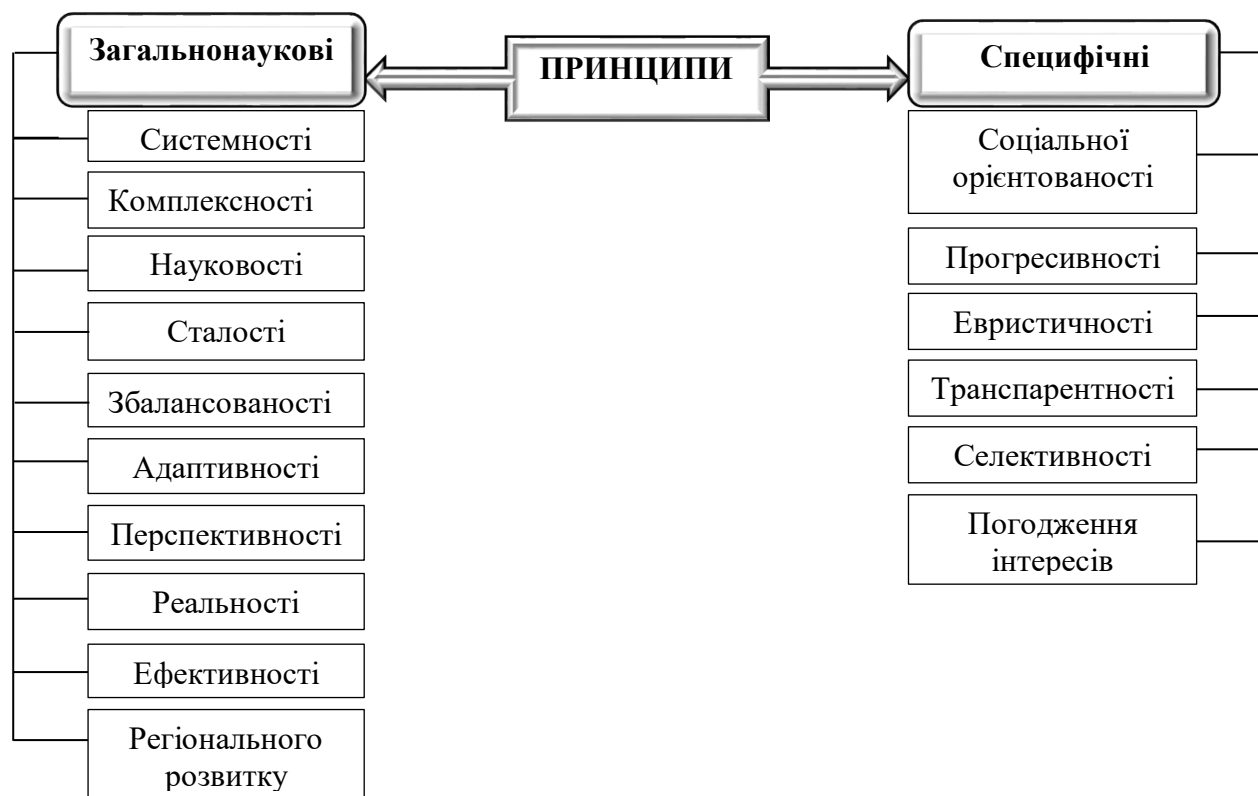 Загальнонаукові
ПРИНЦИПИ
Специфічні
Системності
Комплексності
Науковості
Сталості
Збалансованості
Адаптивності
Перспективності
Реальності
Ефективності
Регіонального
розвитку
Соціальної
орієнтованості
Прогресивності
Евристичності
Транспарентності
Селективності
Погодження
інтересів